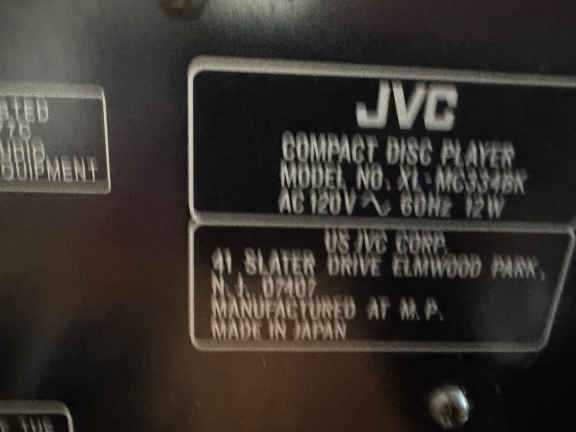 JVC
COMPACT DISC PLAYER
MODEL NO. XL-MC334BK
AC 120V ∿ 60Hz 12W
US JVC CORP.
41 SLATER DRIVE ELMWOOD PARK,
N.J. 07407
MANUFACTURED AT M.P.
MADE IN JAPAN